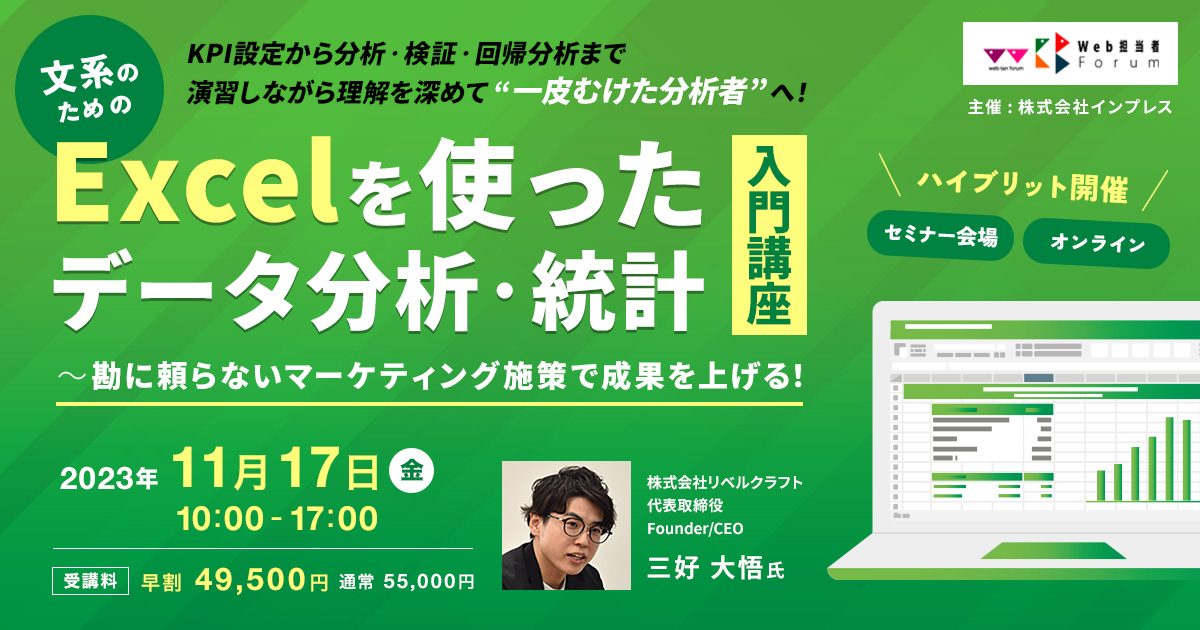 文系の
ための
KPI設定から分析・検証・回帰分析まで
演習しながら理解を深めて“一皮むけた分析者”へ!
web-tan forum
Web担当者
Forum
主催：株式会社インプレス
Excelを使った
データ分析・統計
入門講座
～勘に頼らないマーケティング施策で成果を上げる!
ハイブリット開催
セミナー会場
オンライン
2023年 11月17日 金
10:00 - 17:00
受講料 早割 49,500円 通常 55,000円
株式会社リベルクラフト
代表取締役
Founder/CEO
三好 大悟氏